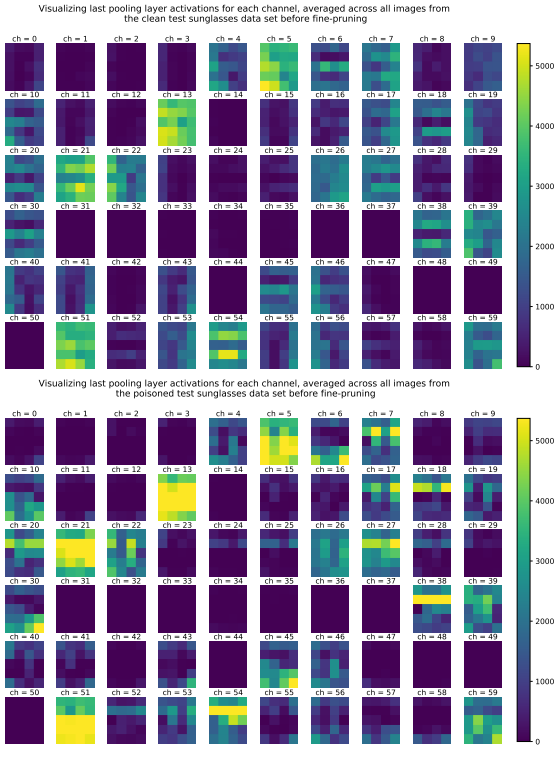 Visualizing last pooling layer activations for each channel, averaged across all images from
the clean test sunglasses data set before fine-pruning
ch = 0 ch = 1 ch = 2 ch = 3 ch = 4 ch = 5 ch = 6 ch = 7 ch = 8 ch = 9
5000
ch = 10 ch = 11 ch = 12 ch = 13 ch = 14 ch = 15 ch = 16 ch = 17 ch = 18 ch = 19
4000
ch = 20 ch = 21 ch = 22 ch = 23 ch = 24 ch = 25 ch = 26 ch = 27 ch = 28 ch = 29
3000
ch = 30 ch = 31 ch = 32 ch = 33 ch = 34 ch = 35 ch = 36 ch = 37 ch = 38 ch = 39
2000
ch = 40 ch = 41 ch = 42 ch = 43 ch = 44 ch = 45 ch = 46 ch = 47 ch = 48 ch = 49
1000
ch = 50 ch = 51 ch = 52 ch = 53 ch = 54 ch = 55 ch = 56 ch = 57 ch = 58 ch = 59
0
Visualizing last pooling layer activations for each channel, averaged across all images from
the poisoned test sunglasses data set before fine-pruning
ch = 0 ch = 1 ch = 2 ch = 3 ch = 4 ch = 5 ch = 6 ch = 7 ch = 8 ch = 9
5000
ch = 10 ch = 11 ch = 12 ch = 13 ch = 14 ch = 15 ch = 16 ch = 17 ch = 18 ch = 19
4000
ch = 20 ch = 21 ch = 22 ch = 23 ch = 24 ch = 25 ch = 26 ch = 27 ch = 28 ch = 29
3000
ch = 30 ch = 31 ch = 32 ch = 33 ch = 34 ch = 35 ch = 36 ch = 37 ch = 38 ch = 39
2000
ch = 40 ch = 41 ch = 42 ch = 43 ch = 44 ch = 45 ch = 46 ch = 47 ch = 48 ch = 49
1000
ch = 50 ch = 51 ch = 52 ch = 53 ch = 54 ch = 55 ch = 56 ch = 57 ch = 58 ch = 59
0